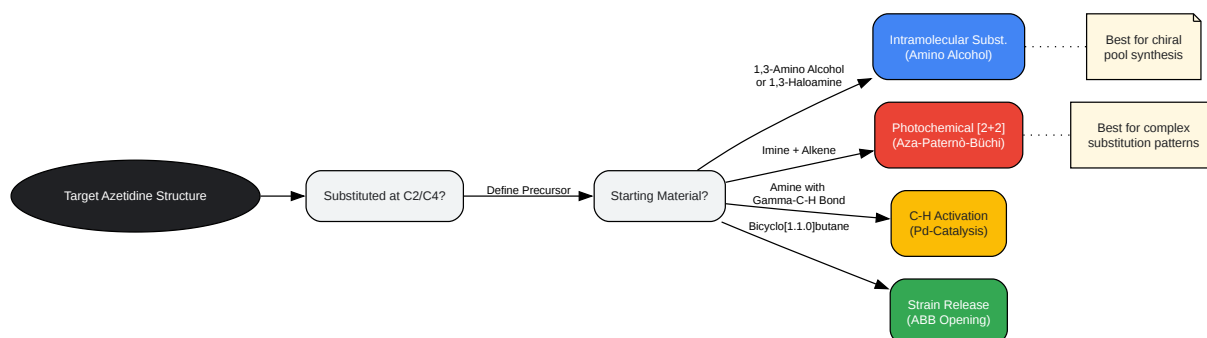 Target Azetidine Structure
Substituted at C2/C4?
Define Precursor
Starting Material?
1,3-Amino Alcohol
or 1,3-Haloamine
Intramolecular Subst.
(Amino Alcohol)
Best for chiral
pool synthesis
Imine + Alkene
Photochemical [2+2]
(Aza-Paternò-Büchi)
Best for complex
substitution patterns
Amine with
Gamma-C-H Bond
C-H Activation
(Pd-Catalysis)
Bicyclo[1.1.0]butane
Strain Release
(ABB Opening)